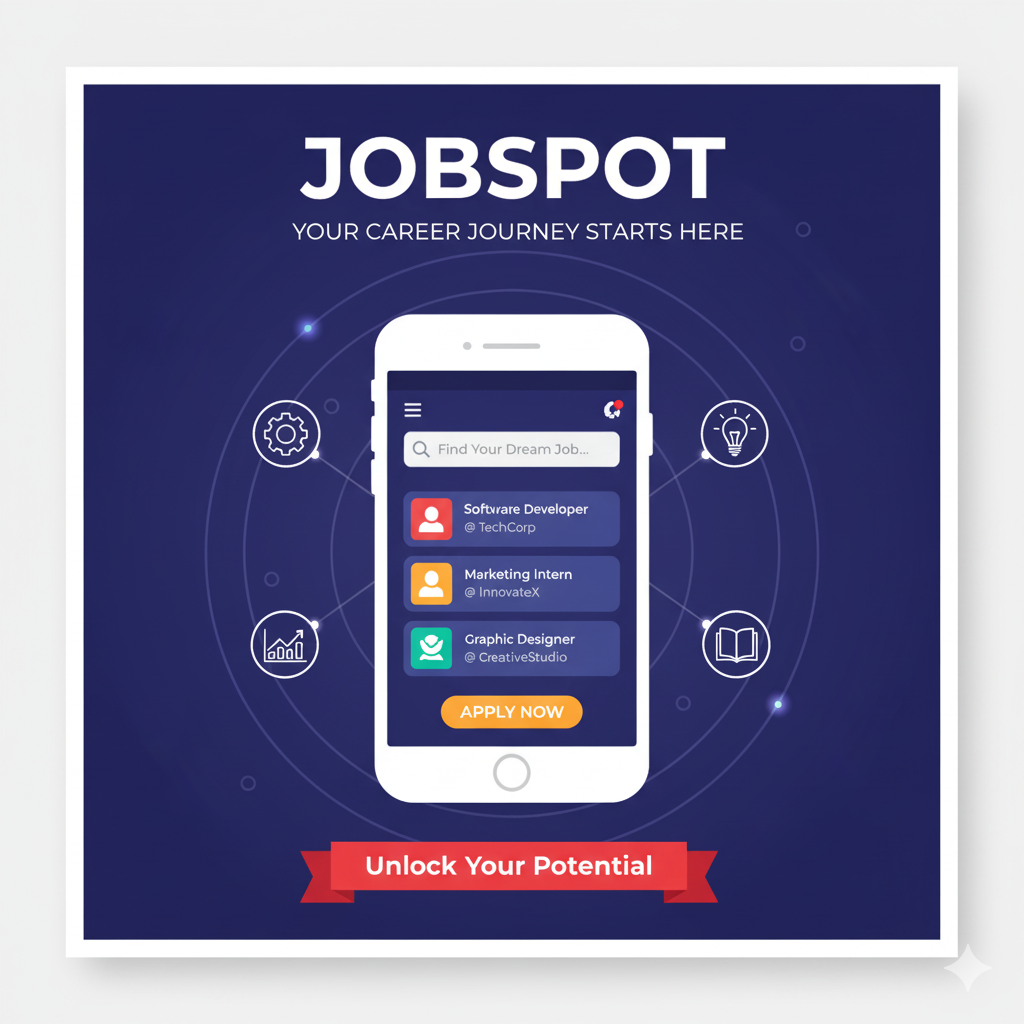 JOBSPOT
YOUR CAREER JOURNEY STARTS HERE
Find Your Dream Job...
Software Developer
@ TechCorp
Marketing Intern
@ InnovateX
Graphic Designer
@ CreativeStudio
APPLY NOW
Unlock Your Potential